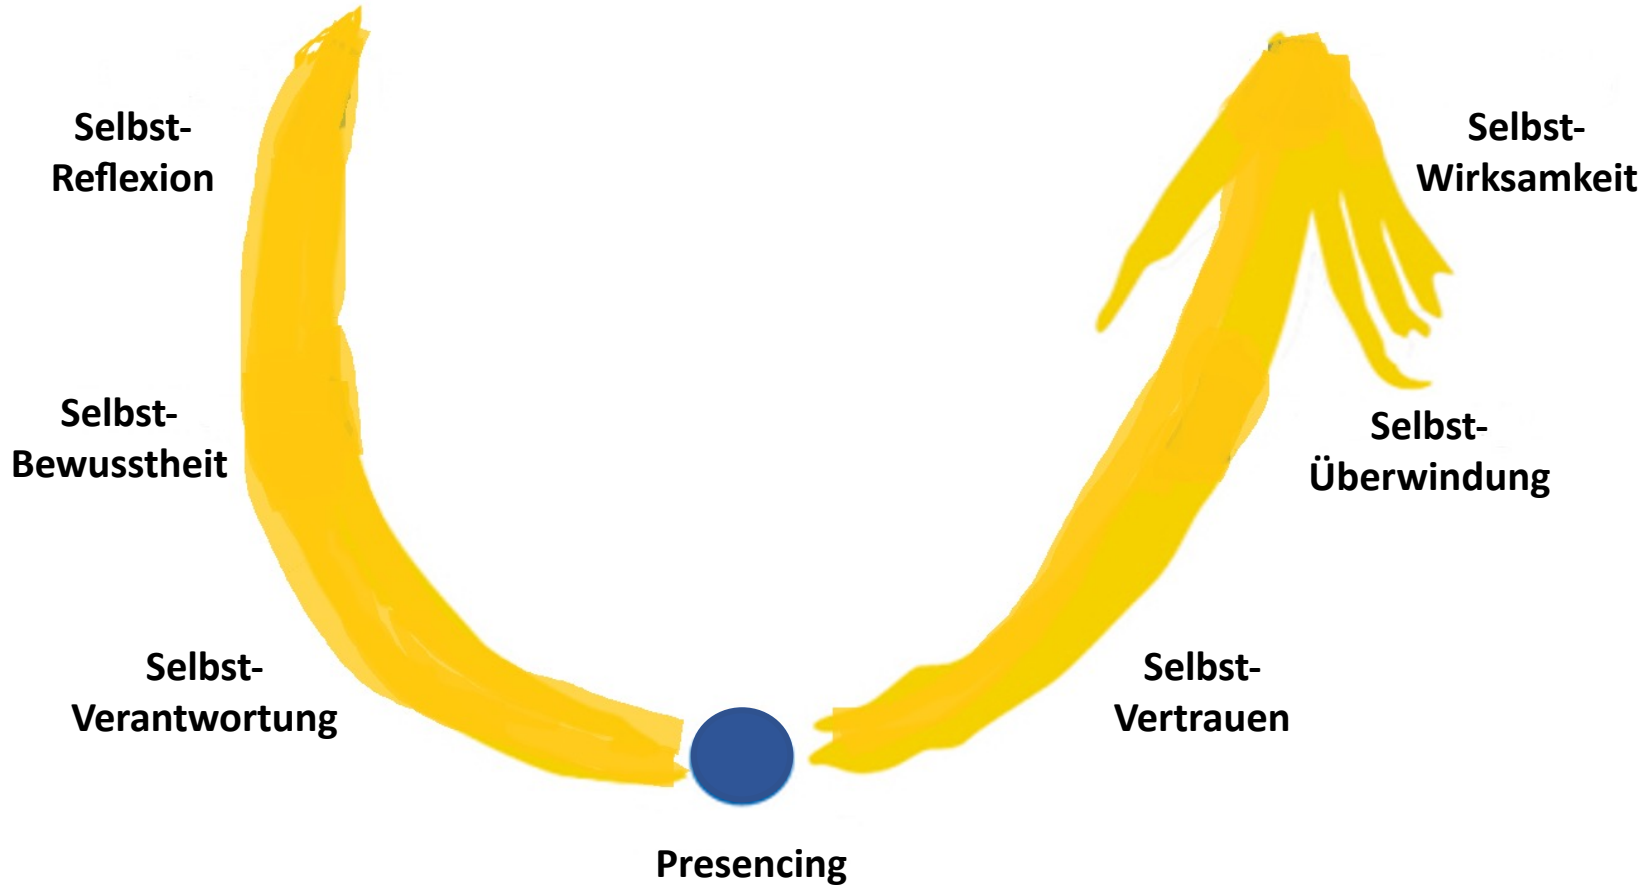 Selbst-
Reflexion
Selbst-
Bewusstheit
Selbst-
Verantwortung
Presencing
Selbst-
Vertrauen
Selbst-
Überwindung
Selbst-
Wirksamkeit